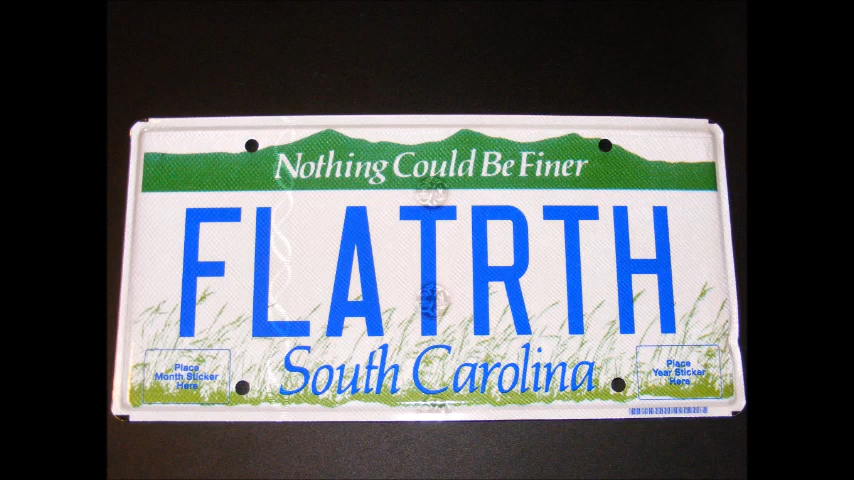 Nothing Could Be Finer
FLATRTH
South Carolina
Place
Month Sticker
Here
Place
Year Sticker
Here